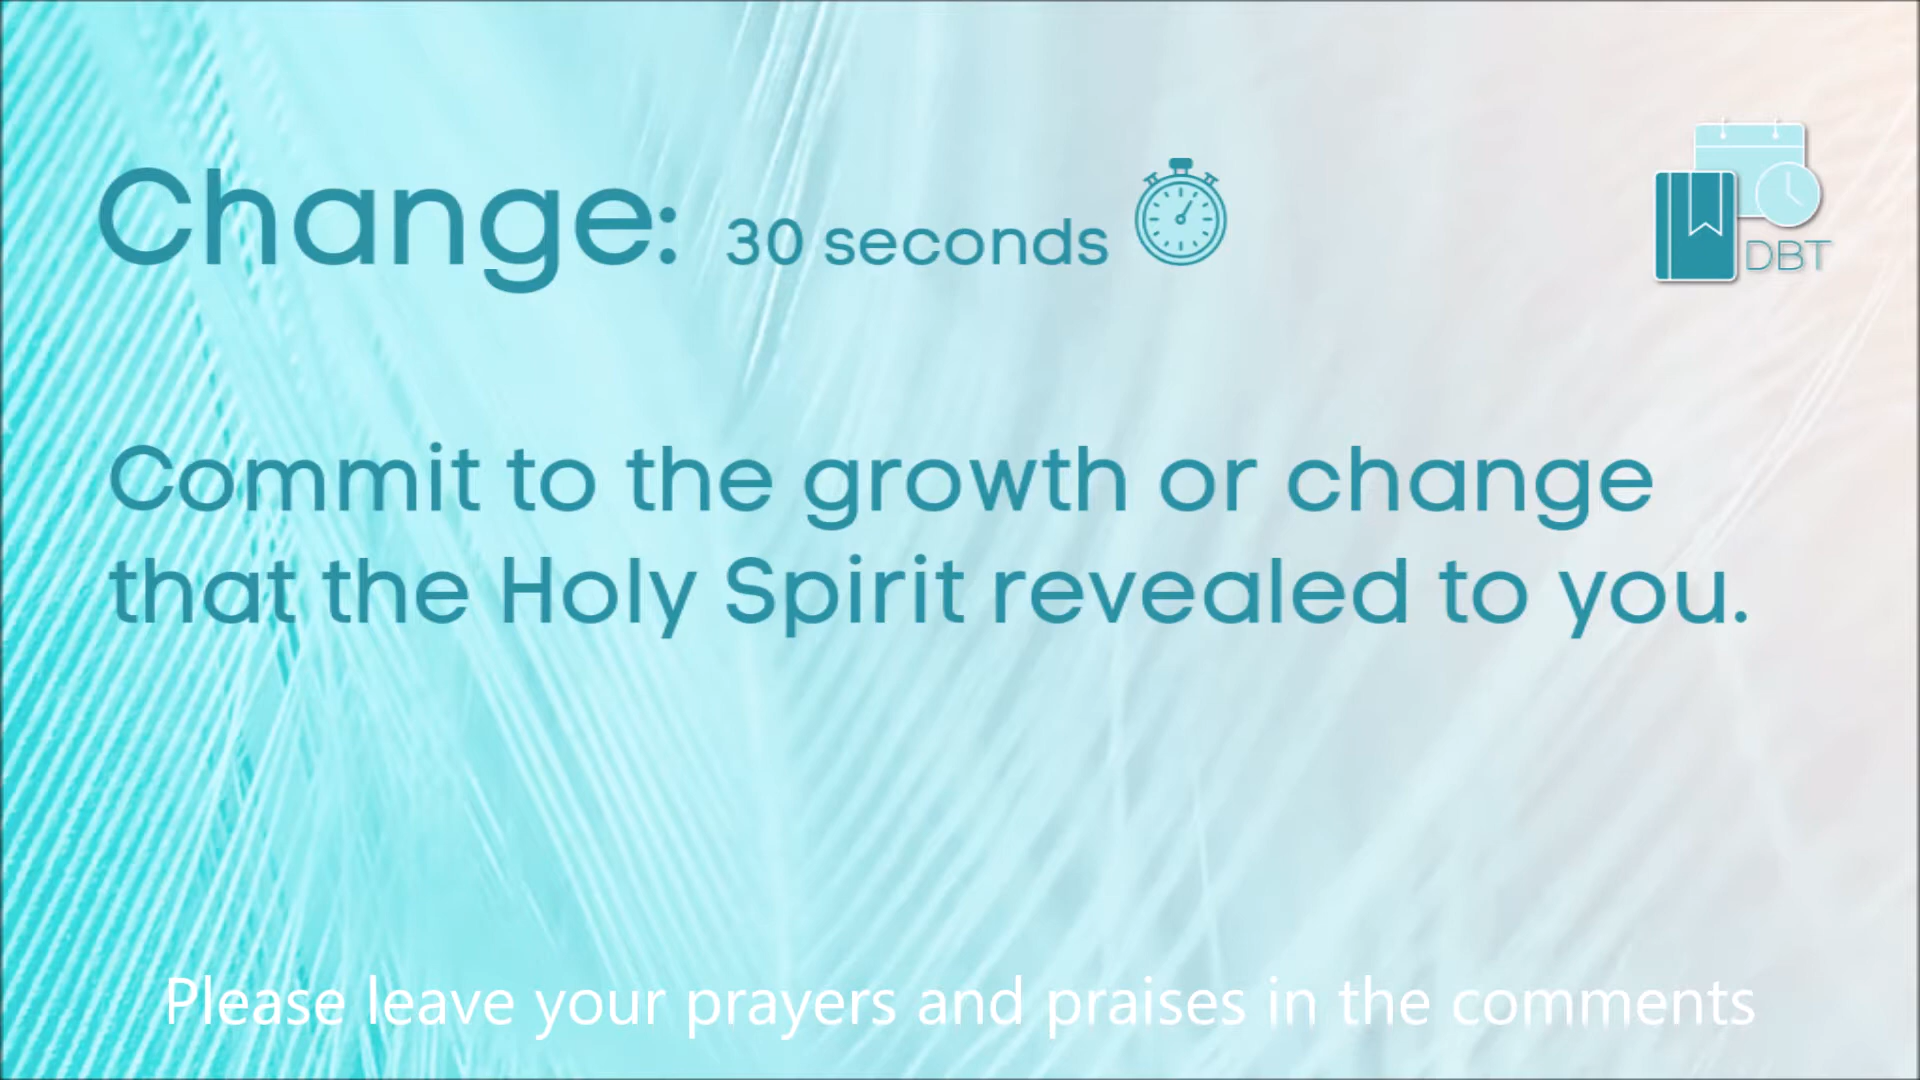 Change: 30 seconds
DBT
Commit to the growth or change
that the Holy Spirit revealed to you.
Please leave your prayers and praises in the comments